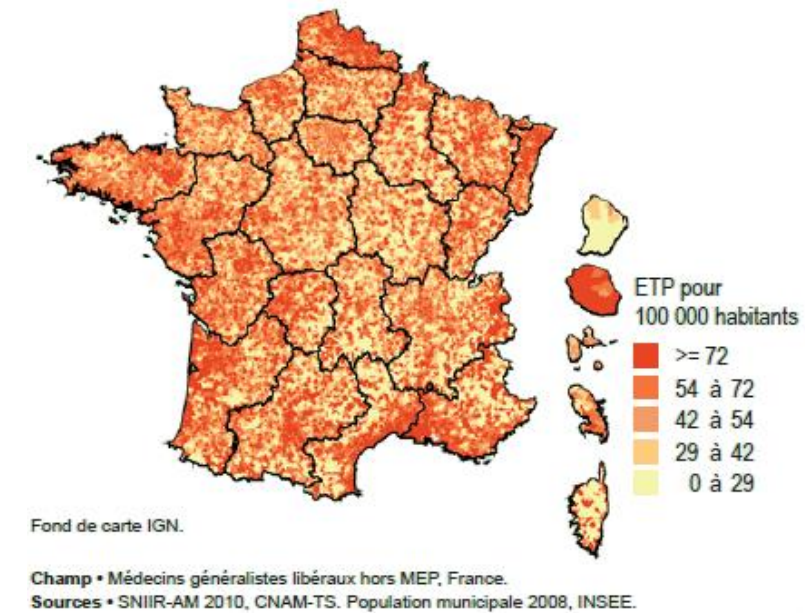 ETP pour
100 000 habitants
>= 72
54 à 72
42 à 54
29 à 42
0 à 29
Fond de carte IGN.
Champ • Médecins généralistes libéraux hors MEP, France.
Sources • SNIIR-AM 2010, CNAM-TS. Population municipale 2008, INSEE.